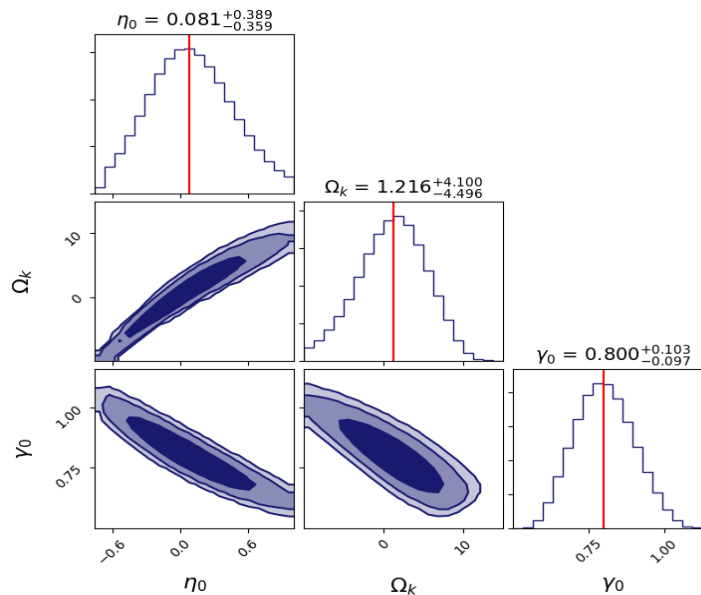 η₀ = 0.081⁺⁰·³⁸⁹₋₀.₃₅₉
Ωₖ = 1.216⁺⁴·¹⁰⁰₋₄.₄₉₆
10
0
Ωₖ
γ₀ = 0.800⁺⁰·¹⁰³₋₀.₀₉₇
1.00
0.75
γ₀
−0.6 0.0 0.6 0 10 0.75 1.00
η₀ Ωₖ γ₀